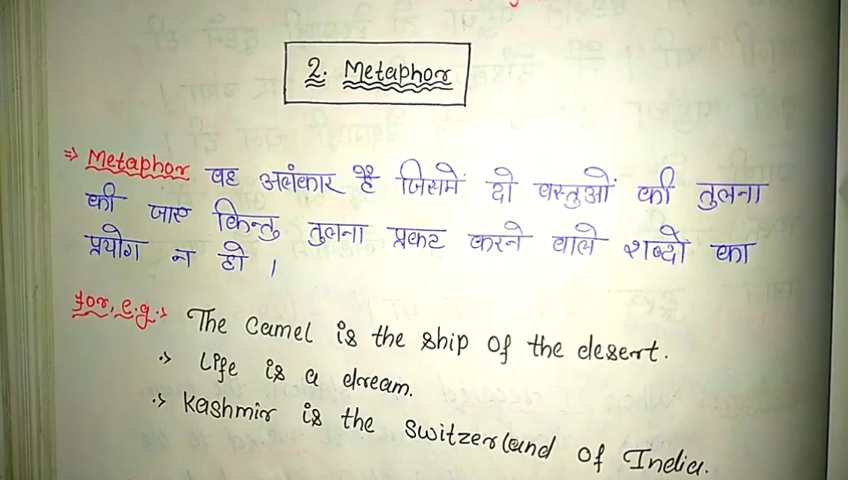 2. Metaphor
⇒ Metaphor वह अलंकार है जिसमें दो वस्तुओं की तुलना
की जाए किन्तु तुलना प्रकट करने वाले शब्दो का
प्रयोग न हो ।
For, e.g.:> The Camel is the ship of the desert.
.> Life is a dream.
.> Kashmir is the switzerland of India.